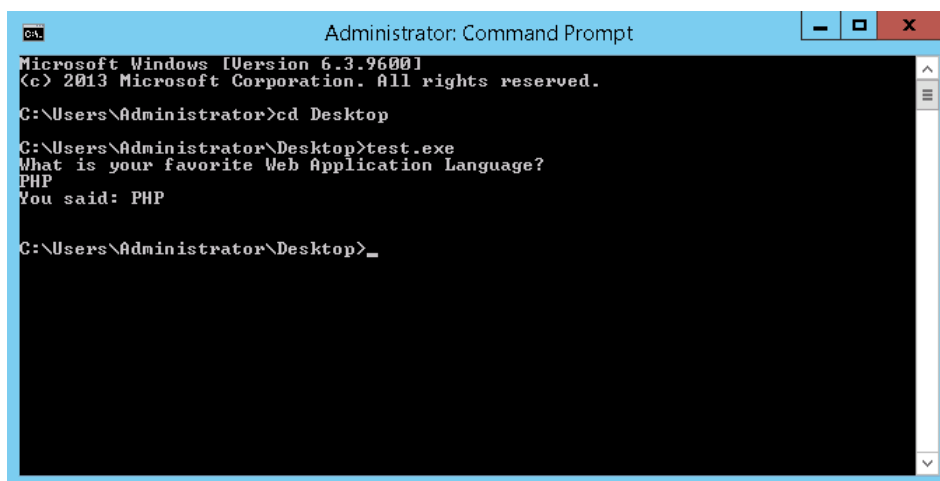 Administrator: Command Prompt
Microsoft Windows [Version 6.3.9600]
(c) 2013 Microsoft Corporation. All rights reserved.
C:\Users\Administrator>cd Desktop
C:\Users\Administrator\Desktop>test.exe
What is your favorite Web Application Language?
PHP
You said: PHP
C:\Users\Administrator\Desktop>_